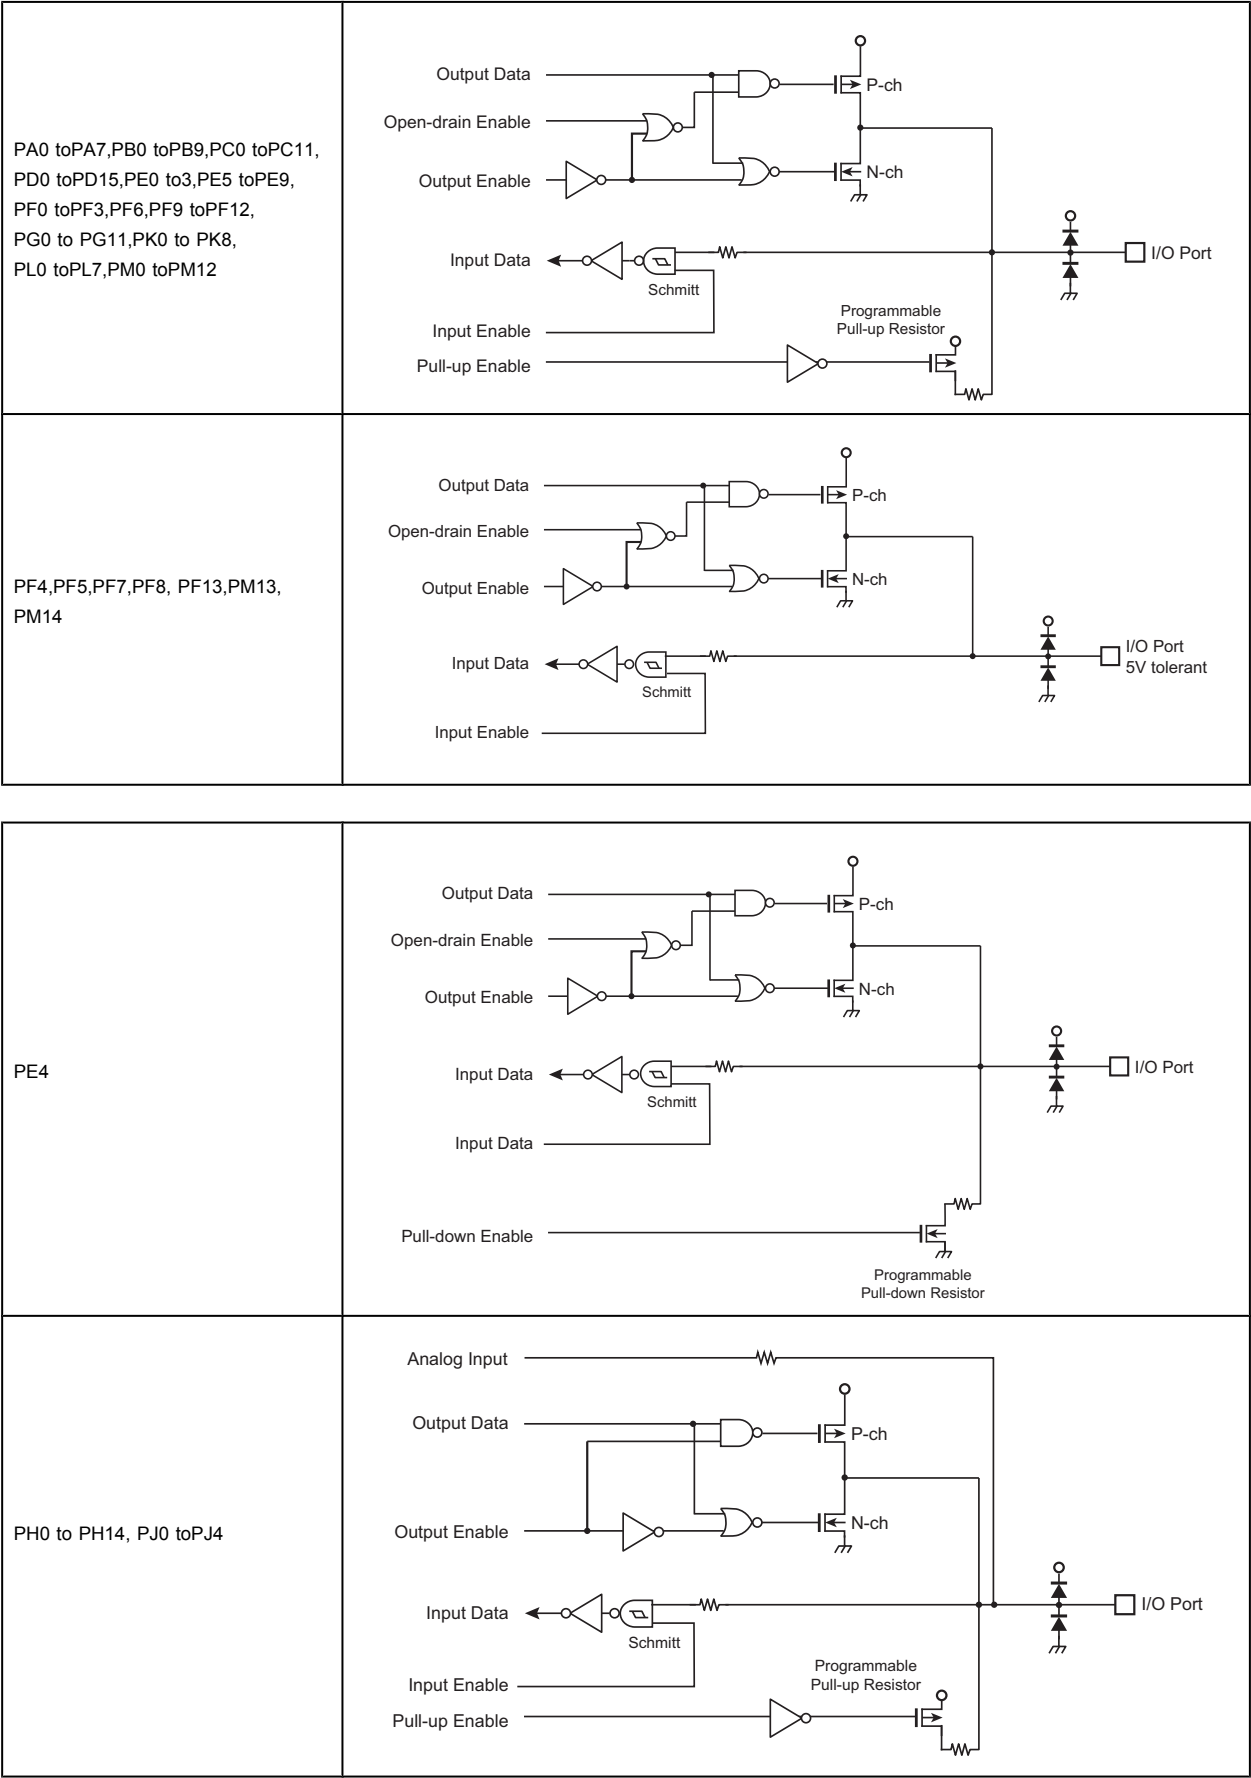 PA0 toPA7,PB0 toPB9,PC0 toPC11,
PD0 toPD15,PE0 to3,PE5 toPE9,
PF0 toPF3,PF6,PF9 toPF12,
PG0 to PG11,PK0 to PK8,
PL0 toPL7,PM0 toPM12
Output Data
P-ch
Open-drain Enable
Output Enable
N-ch
Input Data
Schmitt
I/O Port
Input Enable
Programmable
Pull-up Resistor
Pull-up Enable
PF4,PF5,PF7,PF8, PF13,PM13,
PM14
Output Data
P-ch
Open-drain Enable
Output Enable
N-ch
Input Data
Schmitt
I/O Port
5V tolerant
Input Enable
PE4
Output Data
P-ch
Open-drain Enable
Output Enable
N-ch
Input Data
Schmitt
I/O Port
Input Data
Pull-down Enable
Programmable
Pull-down Resistor
PH0 to PH14, PJ0 toPJ4
Analog Input
Output Data
P-ch
Output Enable
N-ch
Input Data
Schmitt
I/O Port
Input Enable
Programmable
Pull-up Resistor
Pull-up Enable